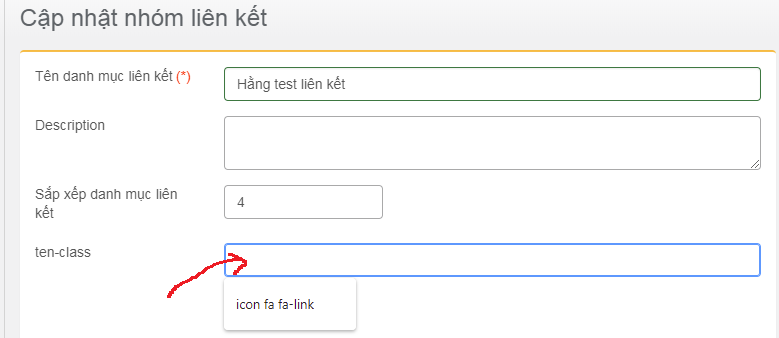 Cập nhật nhóm liên kết
Tên danh mục liên kết (*)
Hằng test liên kết
Description
Sắp xếp danh mục liên
kết
4
ten-class
icon fa fa-link